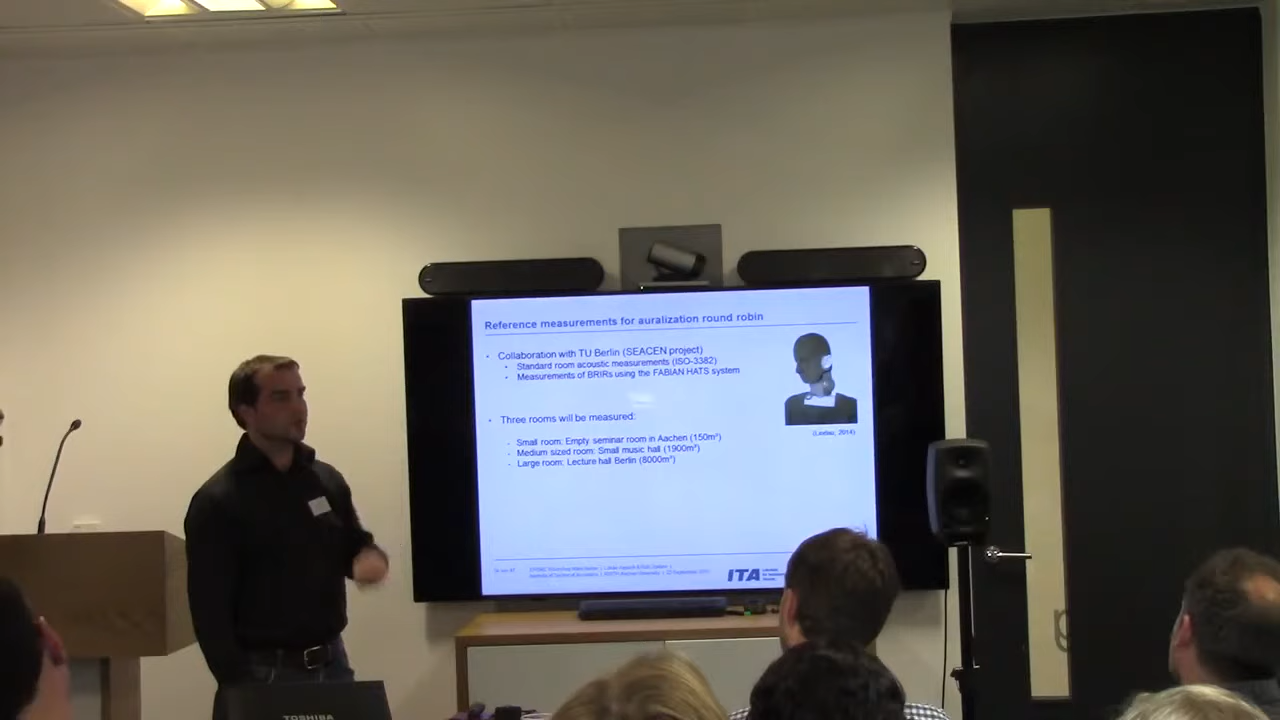 Reference measurements for auralization round robin
• Collaboration with TU Berlin (SEACEN project)
• Standard room acoustic measurements (ISO-3382)
• Measurements of BRIRs using the FABIAN HATS system
• Three rooms will be measured:
- Small room: Empty seminar room in Aachen (150m³)
- Medium sized room: Small music hall (1900m³)
- Large room: Lecture hall Berlin (8000m³)
(Lindau, 2014)
ITA
TOSHIBA